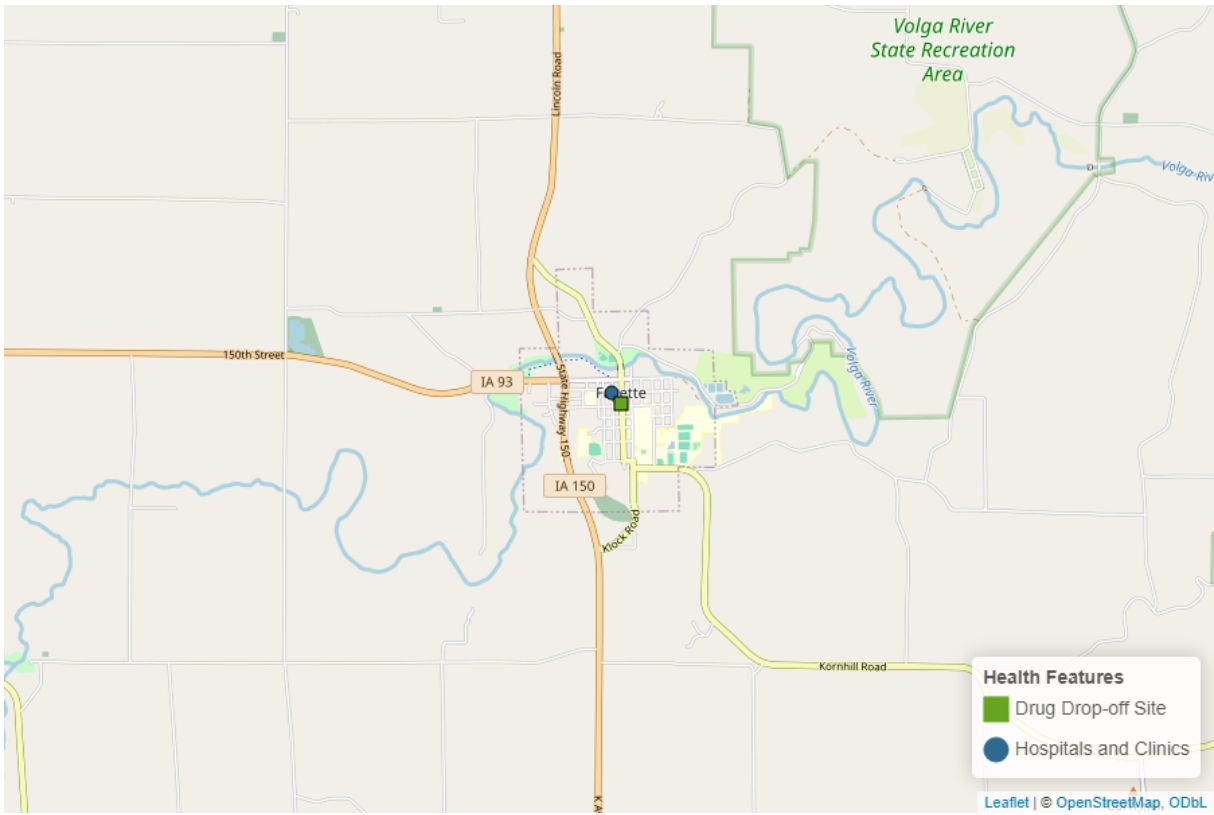 Volga River
State Recreation
Area
Lincoln Road
Volga Riv
150th Street
IA 93
State Highway 150
Volga River
IA 150
Klock Road
Kornhill Road
Health Features
Drug Drop-off Site
Hospitals and Clinics
Leaflet | © OpenStreetMap, ODbL